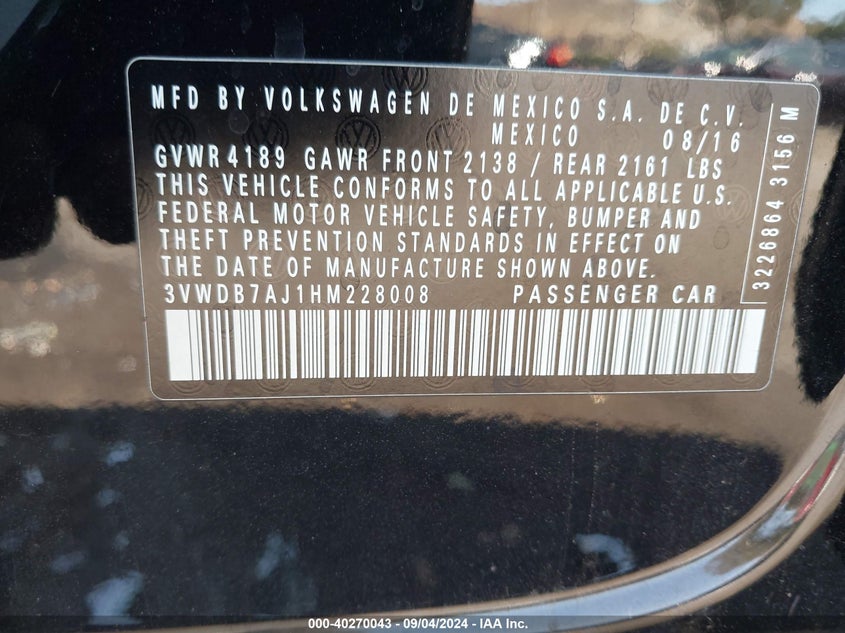 MFD BY VOLKSWAGEN DE MEXICO S.A. DE C.V.
MEXICO 08/16
GVWR 4189 GAWR FRONT 2138 / REAR 2161 LBS
THIS VEHICLE CONFORMS TO ALL APPLICABLE U.S.
FEDERAL MOTOR VEHICLE SAFETY, BUMPER AND
THEFT PREVENTION STANDARDS IN EFFECT ON
THE DATE OF MANUFACTURE SHOWN ABOVE.
3VWDB7AJ1HM228008 PASSENGER CAR
3226864 3156 M
000-40270043 - 09/04/2024 - IAA Inc.